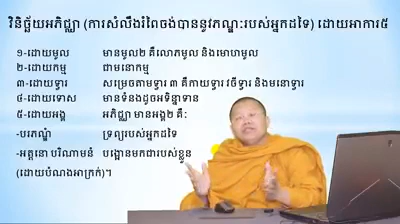 វិនិច្ឆ័យអភិជ្ឈា (ការសំលឹងរំពៃចង់បាននូវភណ្ឌៈរបស់អ្នកដទៃ) ដោយអាការ៥
១-ដោយមូល មានមូល២ គឺលោភមូល និងមោហមូល
២-ដោយកម្ម ជាមនោកម្ម
៣-ដោយទ្វារ សម្រេចតាមទ្វារ ៣ គឺកាយទ្វារ វចីទ្វារ និងមនោទ្វារ
៤-ដោយទោស មានទំនងដូចអទិន្នាទាន
៥-ដោយអង្គ អភិជ្ឈា មានអង្គ២ គឺៈ
-បរភណ្ឌំ ទ្រព្យរបស់អ្នកដទៃ
-អត្តនោ បរិណាមនំ បង្អោនមកជារបស់ខ្លួន
(ដោយបំណងអាក្រក់)។